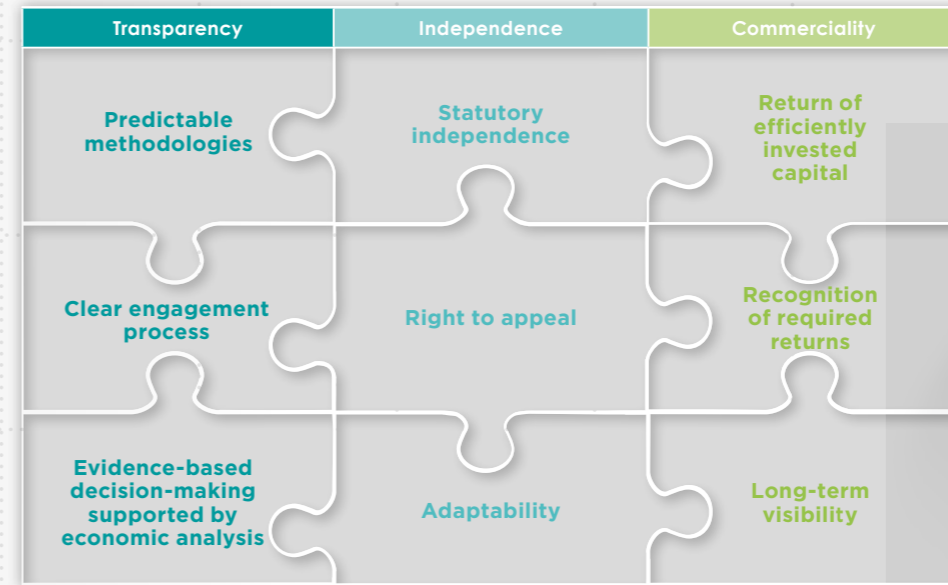 Transparency
Independence
Commerciality
Predictable
methodologies
Statutory
independence
Return of
efficiently
invested
capital
Clear engagement
process
Right to appeal
Recognition
of required
returns
Evidence-based
decision-making
supported by
economic analysis
Adaptability
Long-term
visibility